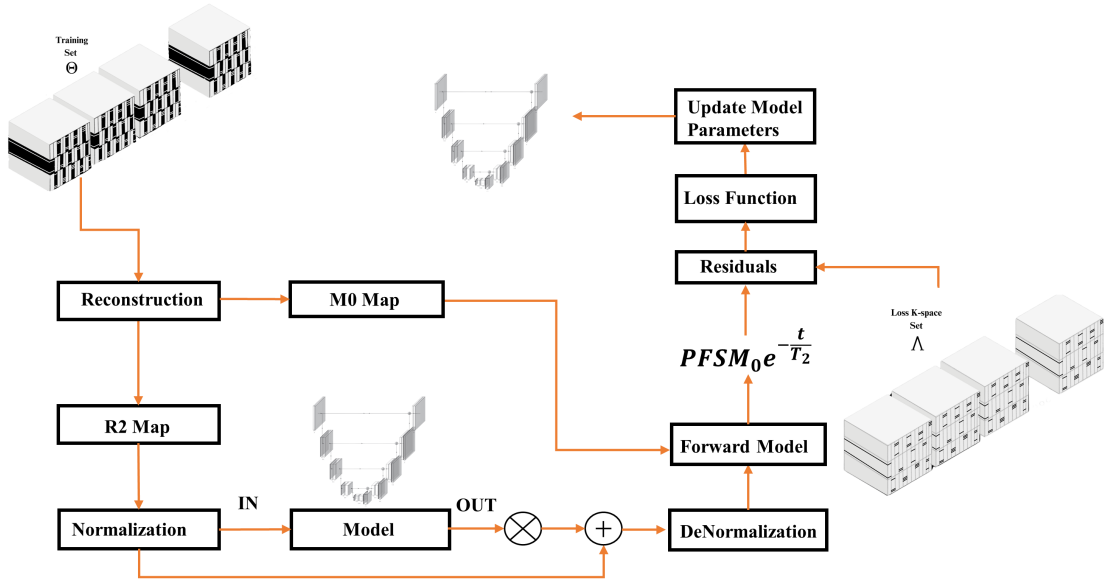 Training
Set
Θ
Update Model
Parameters
Loss Function
Residuals
Reconstruction
M0 Map
Loss K-space
Set
Λ
PFSM₀e^{-t/T₂}
R2 Map
Forward Model
IN
OUT
Normalization
Model
DeNormalization